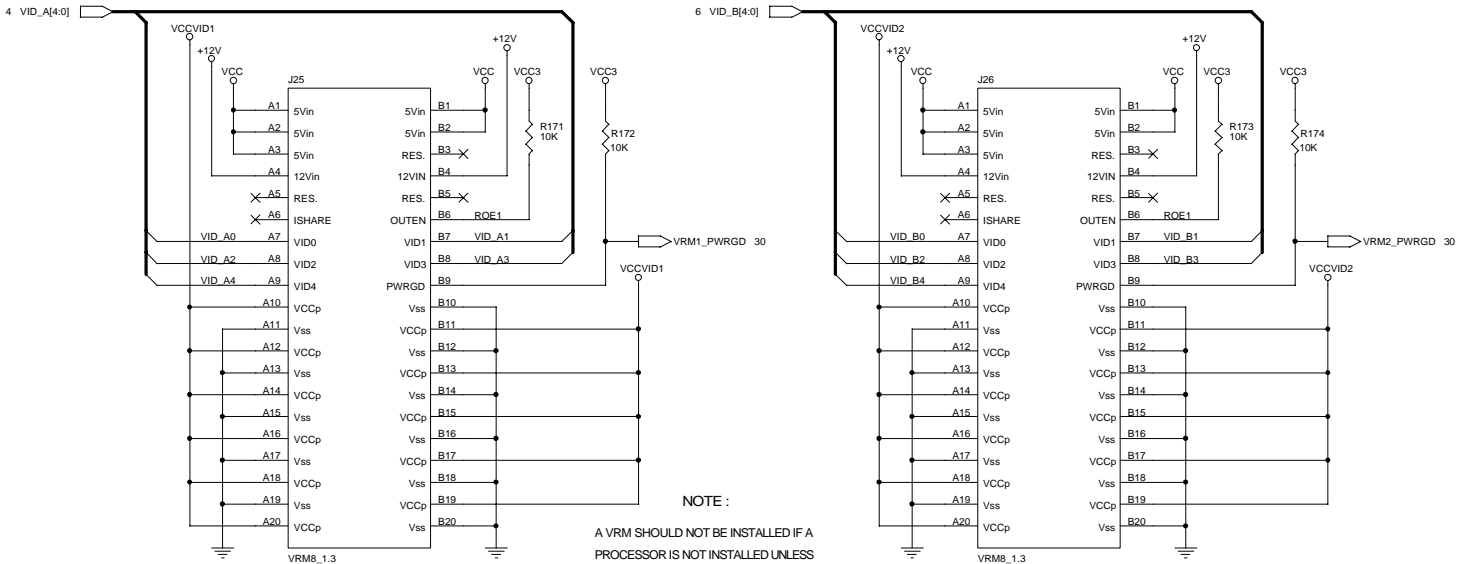 4 VID_A[4:0]
VCCVID1
+12V
VCC
J25
+12V
VCC
VCC3
VCC3
R171
10K
R172
10K
A1 5Vin 5Vin B1
A2 5Vin 5Vin B2
A3 5Vin RES. B3
A4 12Vin 12VIN B4
A5 RES. RES. B5
A6 ISHARE OUTEN B6 ROE1
VID_A0 A7 VID0 VID1 B7 VID_A1
VID_A2 A8 VID2 VID3 B8 VID_A3
VID_A4 A9 VID4 PWRGD B9
A10 VCCp Vss B10
A11 Vss VCCp B11
A12 VCCp Vss B12
A13 Vss VCCp B13
A14 VCCp Vss B14
A15 Vss VCCp B15
A16 VCCp Vss B16
A17 Vss VCCp B17
A18 VCCp Vss B18
A19 Vss VCCp B19
A20 VCCp Vss B20
VRM8_1.3
VRM1_PWRGD 30
VCCVID1
NOTE :
A VRM SHOULD NOT BE INSTALLED IF A
PROCESSOR IS NOT INSTALLED UNLESS
6 VID_B[4:0]
VCCVID2
+12V
VCC
J26
+12V
VCC
VCC3
VCC3
R173
10K
R174
10K
A1 5Vin 5Vin B1
A2 5Vin 5Vin B2
A3 5Vin RES. B3
A4 12Vin 12VIN B4
A5 RES. RES. B5
A6 ISHARE OUTEN B6 ROE1
VID_B0 A7 VID0 VID1 B7 VID_B1
VID_B2 A8 VID2 VID3 B8 VID_B3
VID_B4 A9 VID4 PWRGD B9
A10 VCCp Vss B10
A11 Vss VCCp B11
A12 VCCp Vss B12
A13 Vss VCCp B13
A14 VCCp Vss B14
A15 Vss VCCp B15
A16 VCCp Vss B16
A17 Vss VCCp B17
A18 VCCp Vss B18
A19 Vss VCCp B19
A20 VCCp Vss B20
VRM8_1.3
VRM2_PWRGD 30
VCCVID2